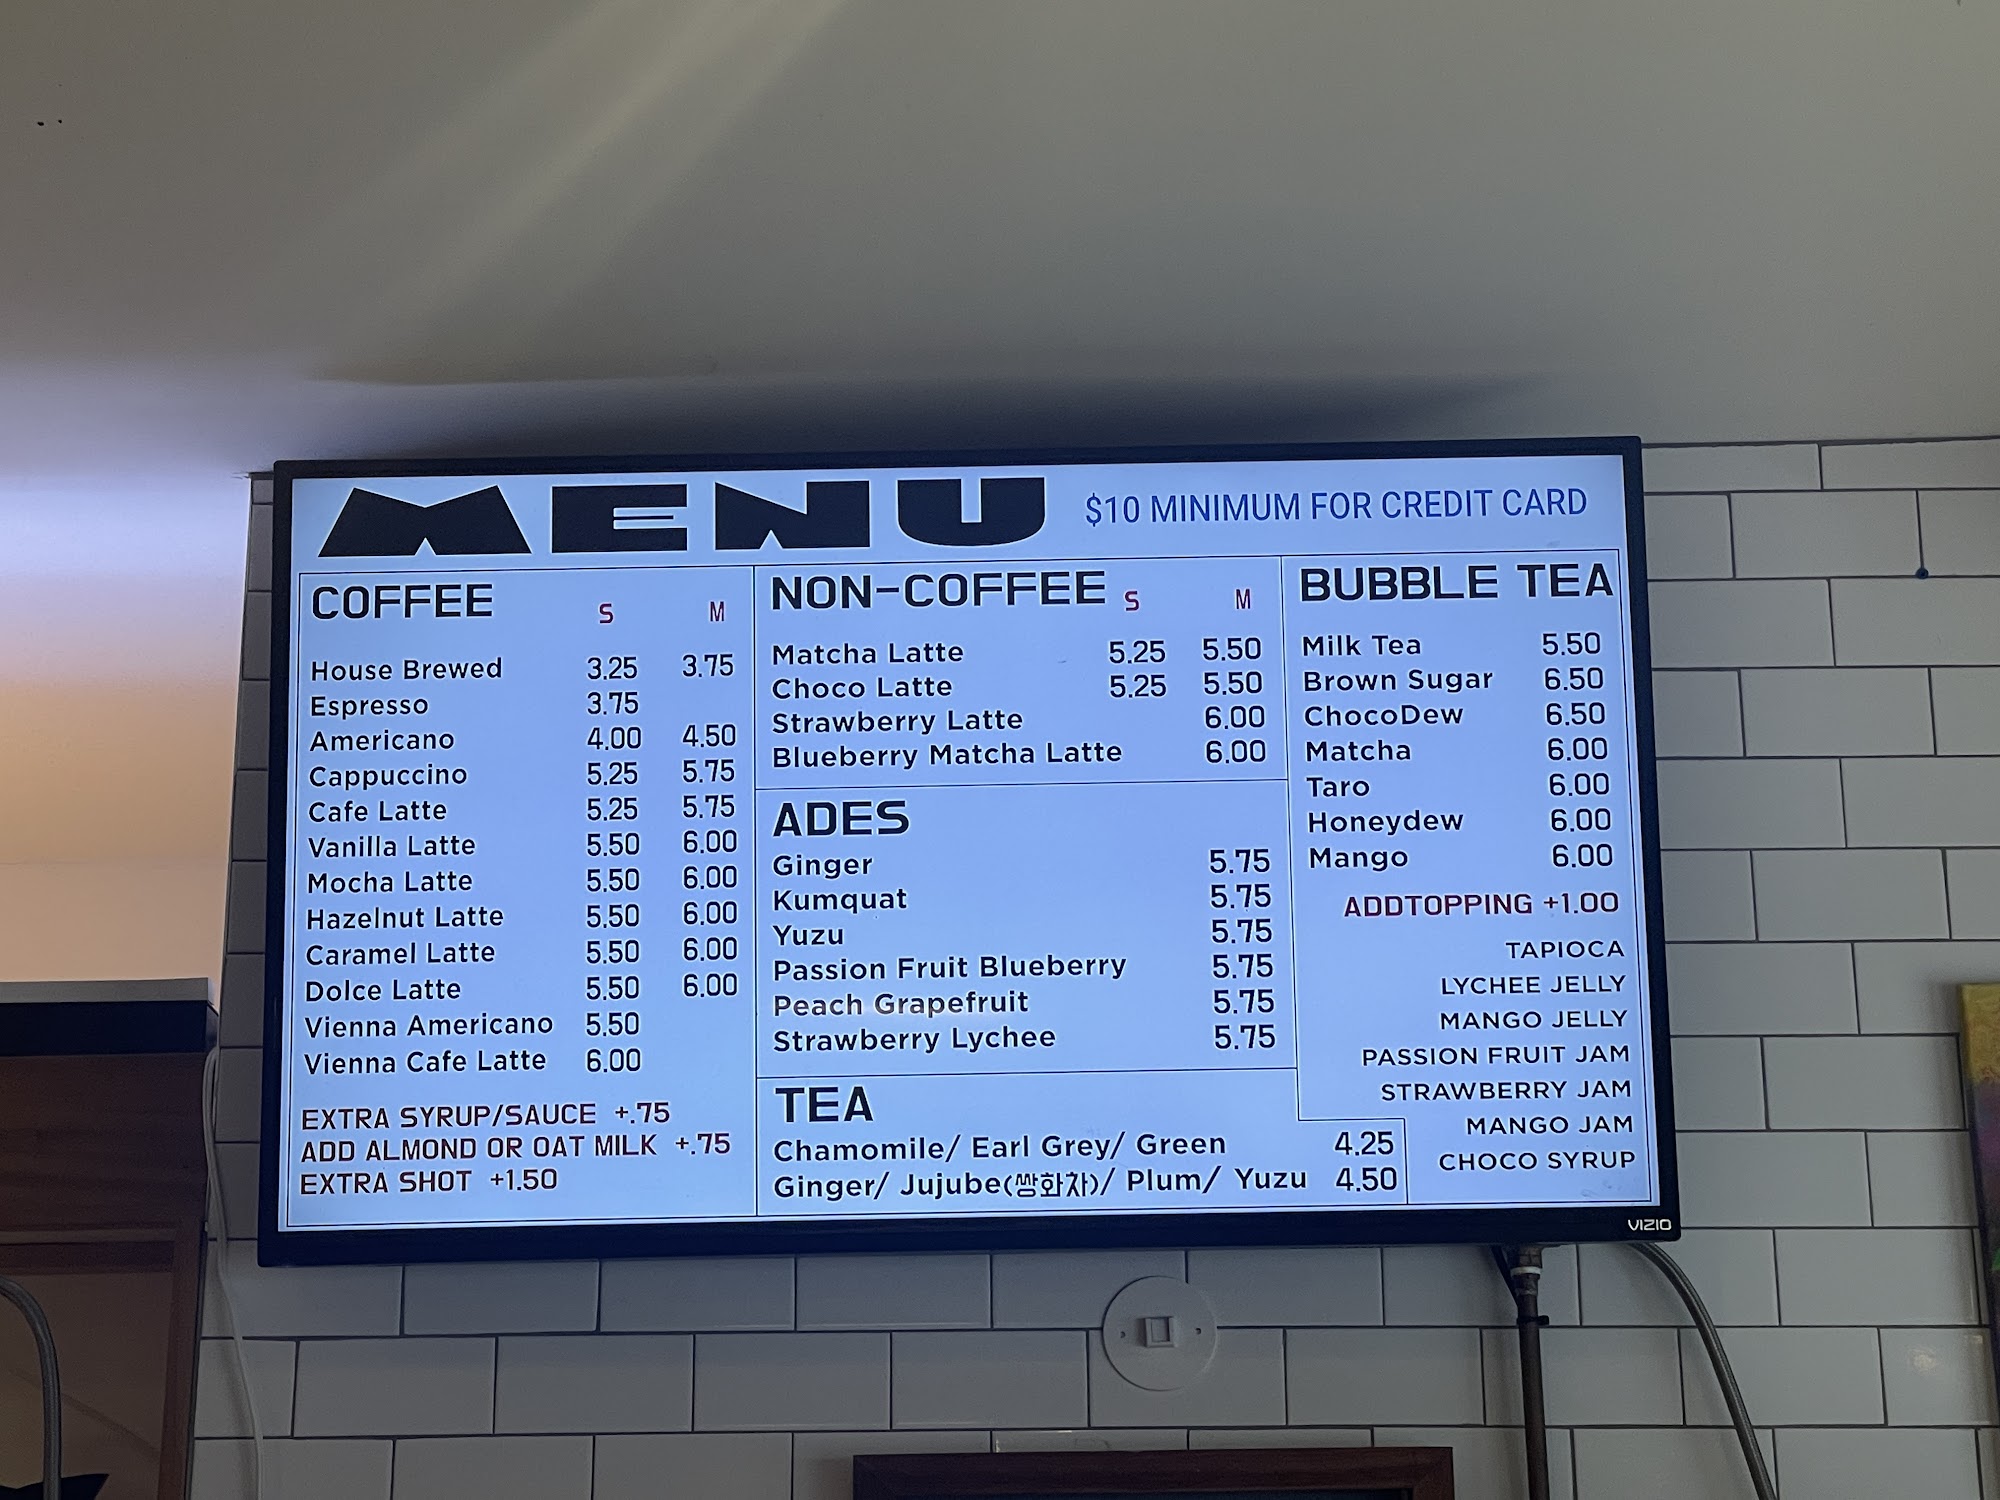 MENU $10 MINIMUM FOR CREDIT CARD
COFFEE S M
House Brewed 3.25 3.75
Espresso 3.75
Americano 4.00 4.50
Cappuccino 5.25 5.75
Cafe Latte 5.25 5.75
Vanilla Latte 5.50 6.00
Mocha Latte 5.50 6.00
Hazelnut Latte 5.50 6.00
Caramel Latte 5.50 6.00
Dolce Latte 5.50 6.00
Vienna Americano 5.50
Vienna Cafe Latte 6.00
EXTRA SYRUP/SAUCE +.75
ADD ALMOND OR OAT MILK +.75
EXTRA SHOT +1.50
NON-COFFEE S M
Matcha Latte 5.25 5.50
Choco Latte 5.25 5.50
Strawberry Latte 6.00
Blueberry Matcha Latte 6.00
ADES
Ginger 5.75
Kumquat 5.75
Yuzu 5.75
Passion Fruit Blueberry 5.75
Peach Grapefruit 5.75
Strawberry Lychee 5.75
TEA
Chamomile/ Earl Grey/ Green 4.25
Ginger/ Jujube(쌍화차)/ Plum/ Yuzu 4.50
BUBBLE TEA
Milk Tea 5.50
Brown Sugar 6.50
ChocoDew 6.50
Matcha 6.00
Taro 6.00
Honeydew 6.00
Mango 6.00
ADDTOPPING +1.00
TAPIOCA
LYCHEE JELLY
MANGO JELLY
PASSION FRUIT JAM
STRAWBERRY JAM
MANGO JAM
CHOCO SYRUP
VIZIO